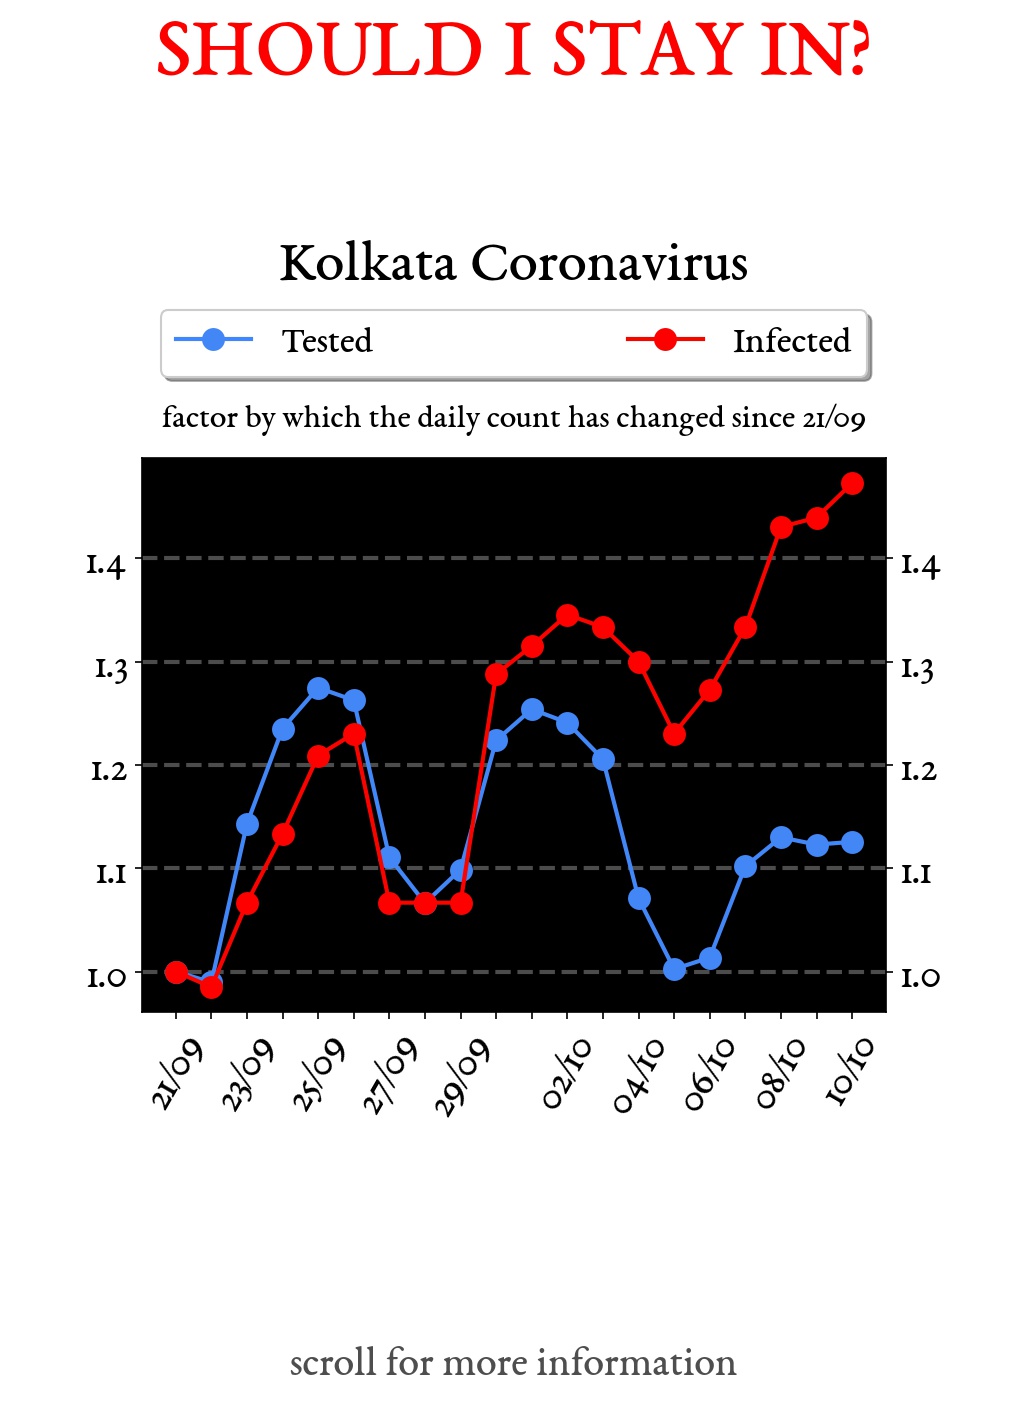 SHOULD I STAY IN?
Kolkata Coronavirus
Tested Infected
factor by which the daily count has changed since 21/09
1.4 1.4
1.3 1.3
1.2 1.2
1.1 1.1
1.0 1.0
21/09 23/09 25/09 27/09 29/09 02/10 04/10 06/10 08/10 10/10
scroll for more information